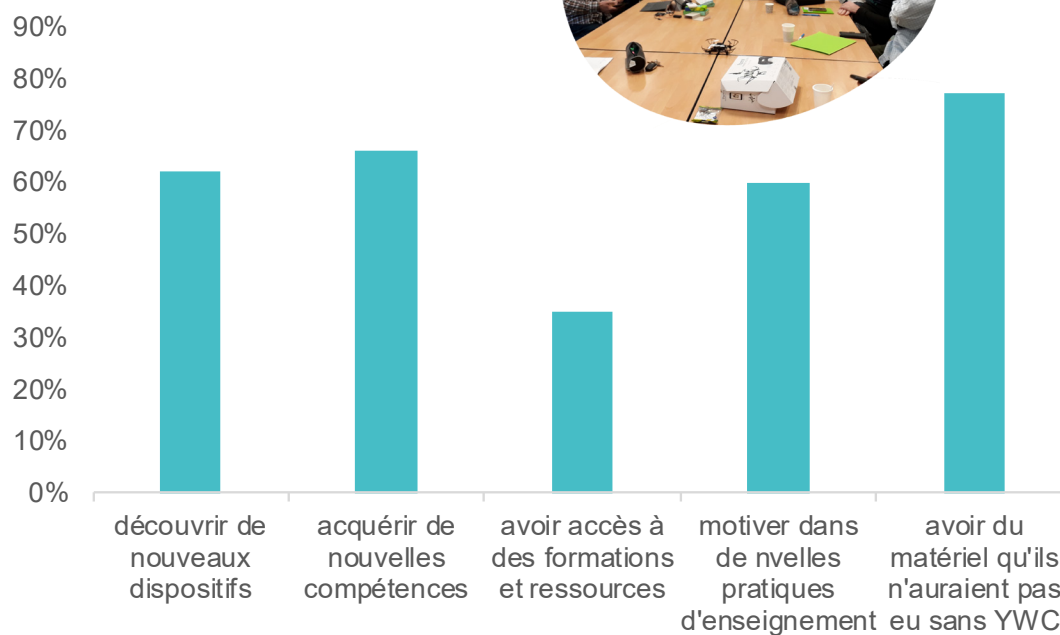 90%
80%
70%
60%
50%
40%
30%
20%
10%
0%
découvrir de
nouveaux
dispositifs
acquérir de
nouvelles
compétences
avoir accès à
des formations
et ressources
motiver dans
de nvelles
pratiques
d'enseignement
avoir du
matériel qu'ils
n'auraient pas
eu sans YWC